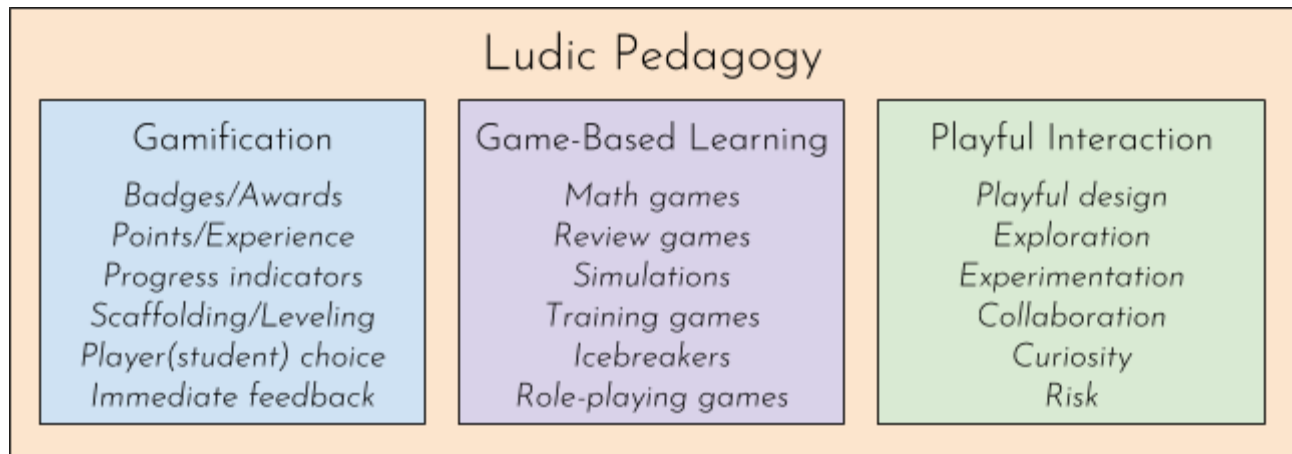 Ludic Pedagogy
Gamification
Badges/Awards
Points/Experience
Progress indicators
Scaffolding/Leveling
Player(student) choice
Immediate feedback
Game-Based Learning
Math games
Review games
Simulations
Training games
Icebreakers
Role-playing games
Playful Interaction
Playful design
Exploration
Experimentation
Collaboration
Curiosity
Risk